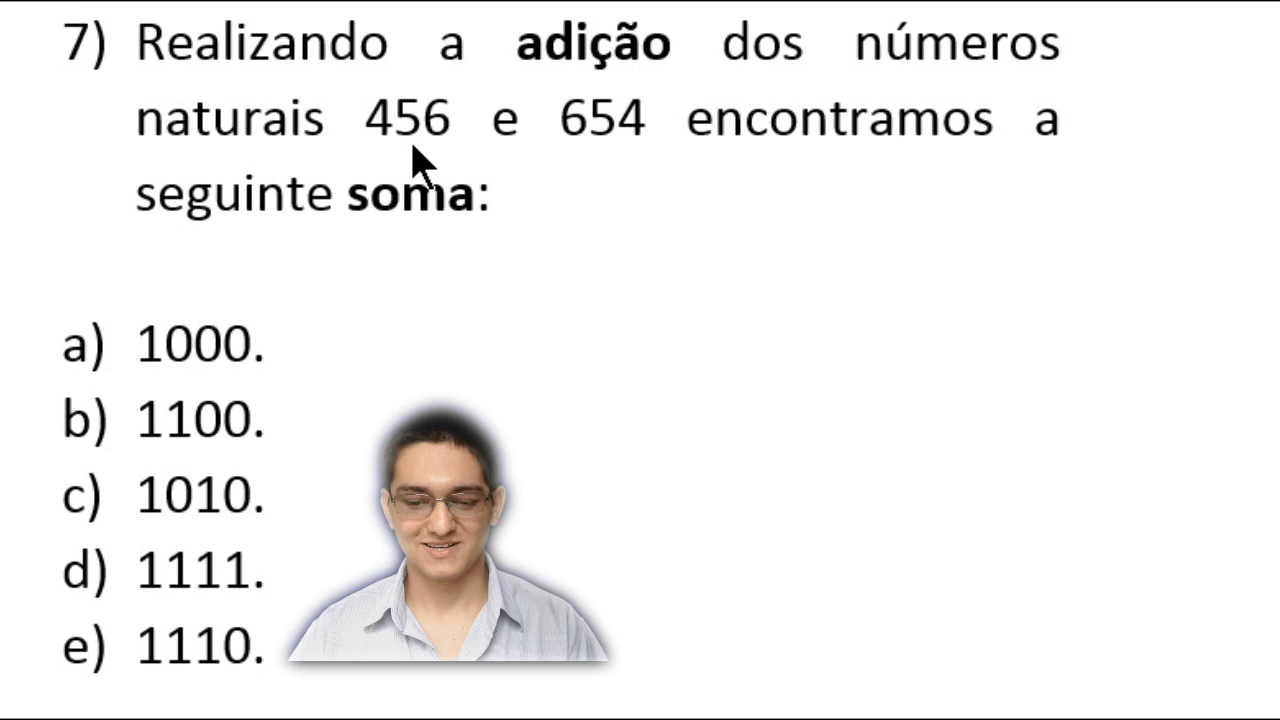 7) Realizando a adição dos números
naturais 456 e 654 encontramos a
seguinte soma:
a) 1000.
b) 1100.
c) 1010.
d) 1111.
e) 1110.